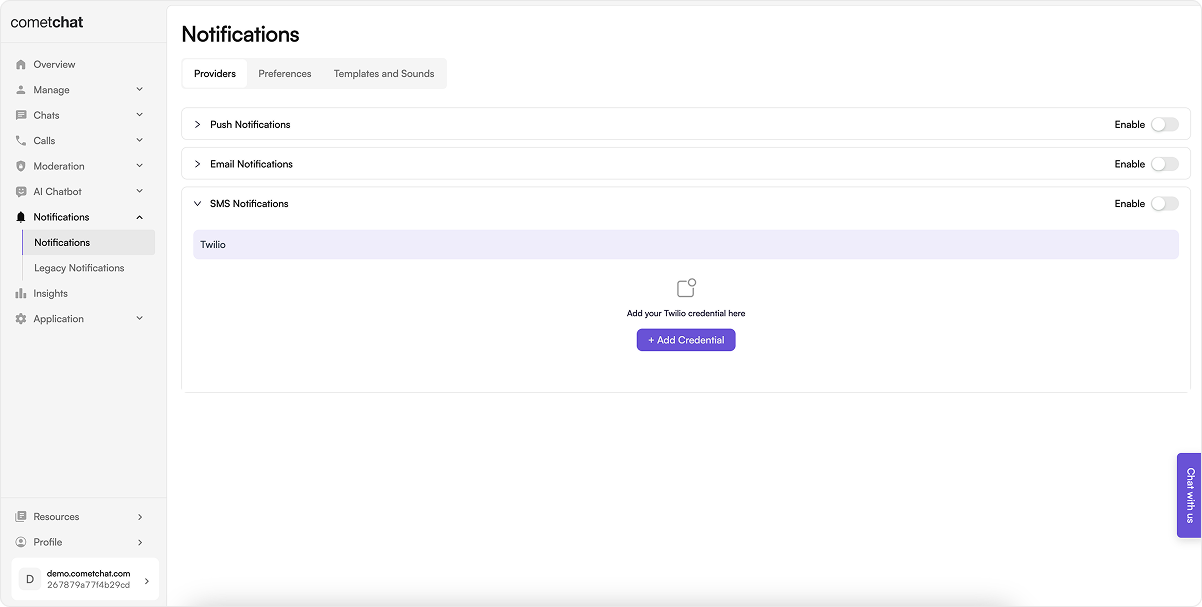 cometchat
Overview
Manage
Chats
Calls
Moderation
AI Chatbot
Notifications
Notifications
Legacy Notifications
Insights
Application
Resources
Profile
D
demo.cometchat.com
267879a77f4b29cd
Notifications
Providers Preferences Templates and Sounds
Push Notifications Enable
Email Notifications Enable
SMS Notifications Enable
Twilio
Add your Twilio credential here
+ Add Credential
Chat with us